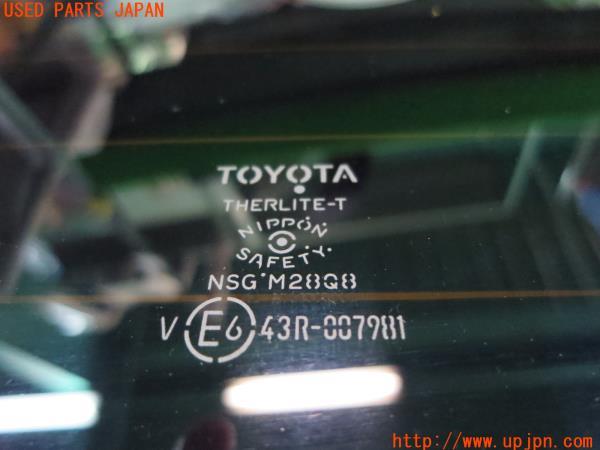 USED PARTS JAPAN
TOYOTA
THERLITE-T
NIPPON
SAFETY.
NSG M28Q8
V E6 43R-007981
http://www.upjpn.com/